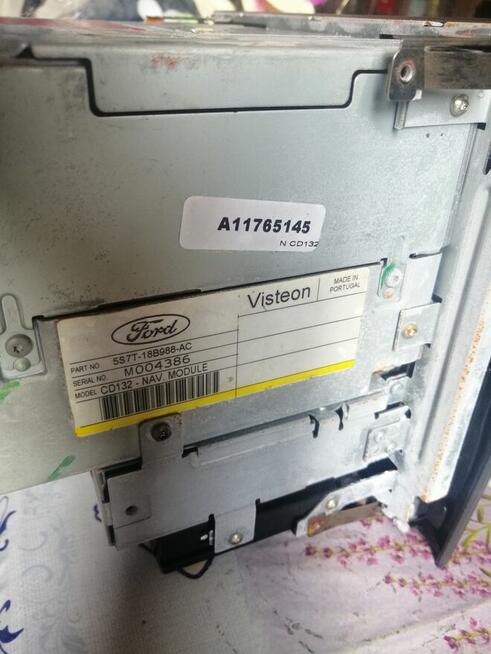 A11765145
N CD132
Ford
Visteon
MADE IN
PORTUGAL
PART NO 5S7T-18B988-AC
SERIAL NO. M004386
MODEL CD132 - NAV MODULE